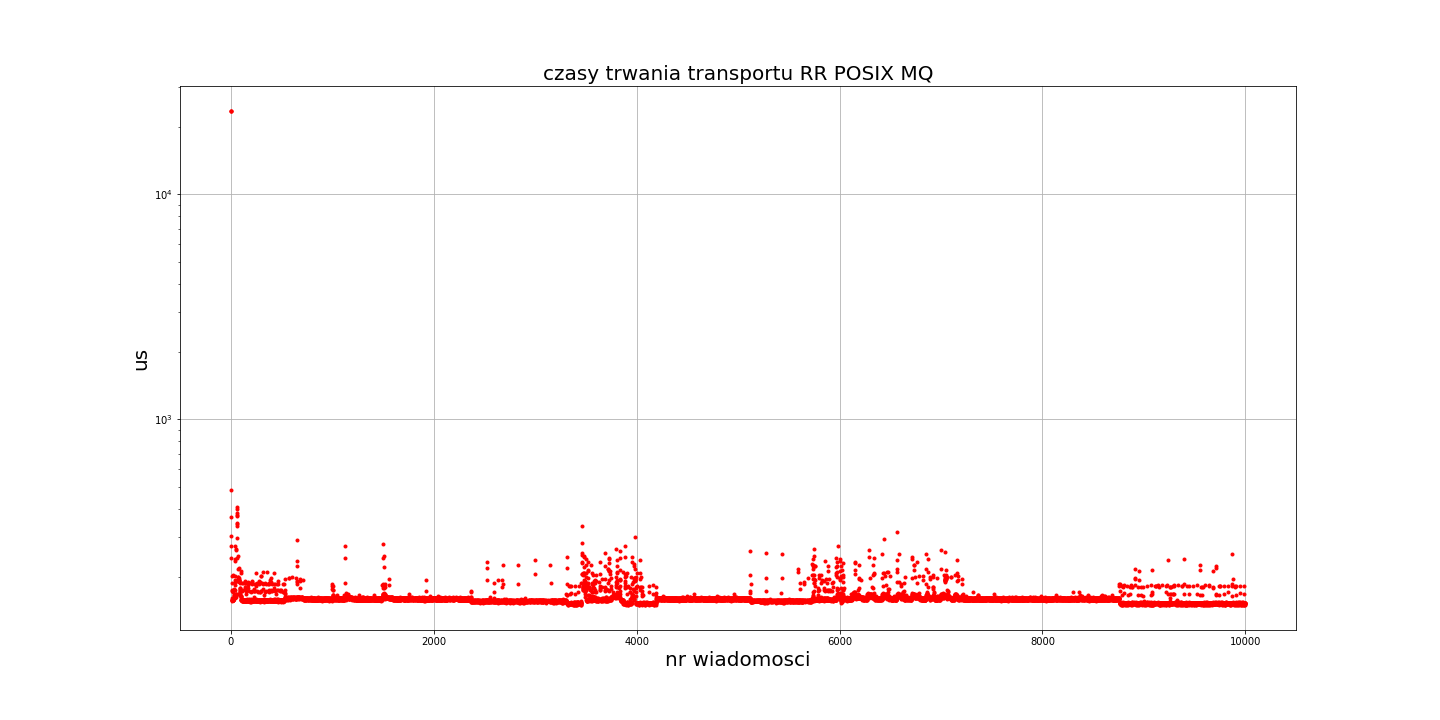 czasy trwania transportu RR POSIX MQ
us
10⁴
10³
0 2000 4000 6000 8000 10000
nr wiadomosci